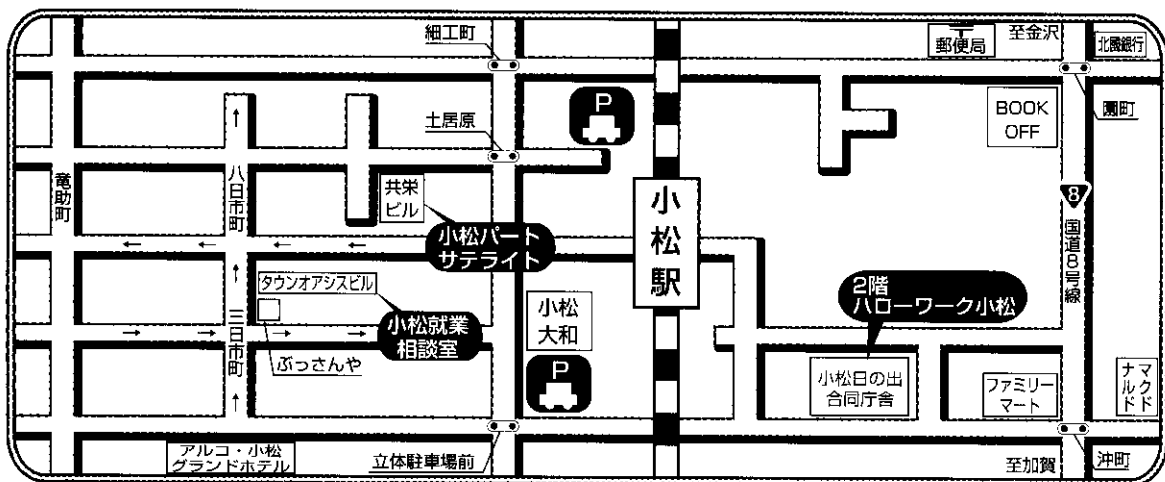 細工町
〒
郵便局
至金沢
北國銀行
P
BOOK
OFF
園町
土居原
竜助町
八日市町
共栄
ビル
小松駅
8
国道8号線
小松パート
サテライト
2階
ハローワーク小松
タウンオアシスビル
小松
大和
三日市町
小松就業
相談室
ぶっさんや
P
小松日の出
合同庁舎
ファミリー
マート
マクド
ナルド
アルコ・小松
グランドホテル
立体駐車場前
至加賀
沖町